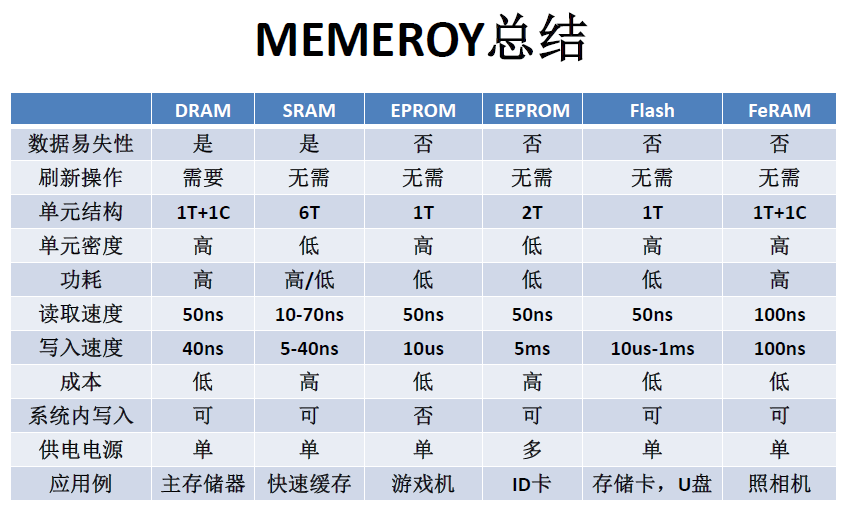 MEMEROY总结
DRAM SRAM EPROM EEPROM Flash FeRAM
数据易失性 是 是 否 否 否 否
刷新操作 需要 无需 无需 无需 无需 无需
单元结构 1T+1C 6T 1T 2T 1T 1T+1C
单元密度 高 低 高 低 高 高
功耗 高 高/低 低 低 低 高
读取速度 50ns 10-70ns 50ns 50ns 50ns 100ns
写入速度 40ns 5-40ns 10us 5ms 10us-1ms 100ns
成本 低 高 低 高 低 低
系统内写入 可 可 否 可 可 可
供电电源 单 单 单 多 单 单
应用例 主存储器 快速缓存 游戏机 ID卡 存储卡，U盘 照相机